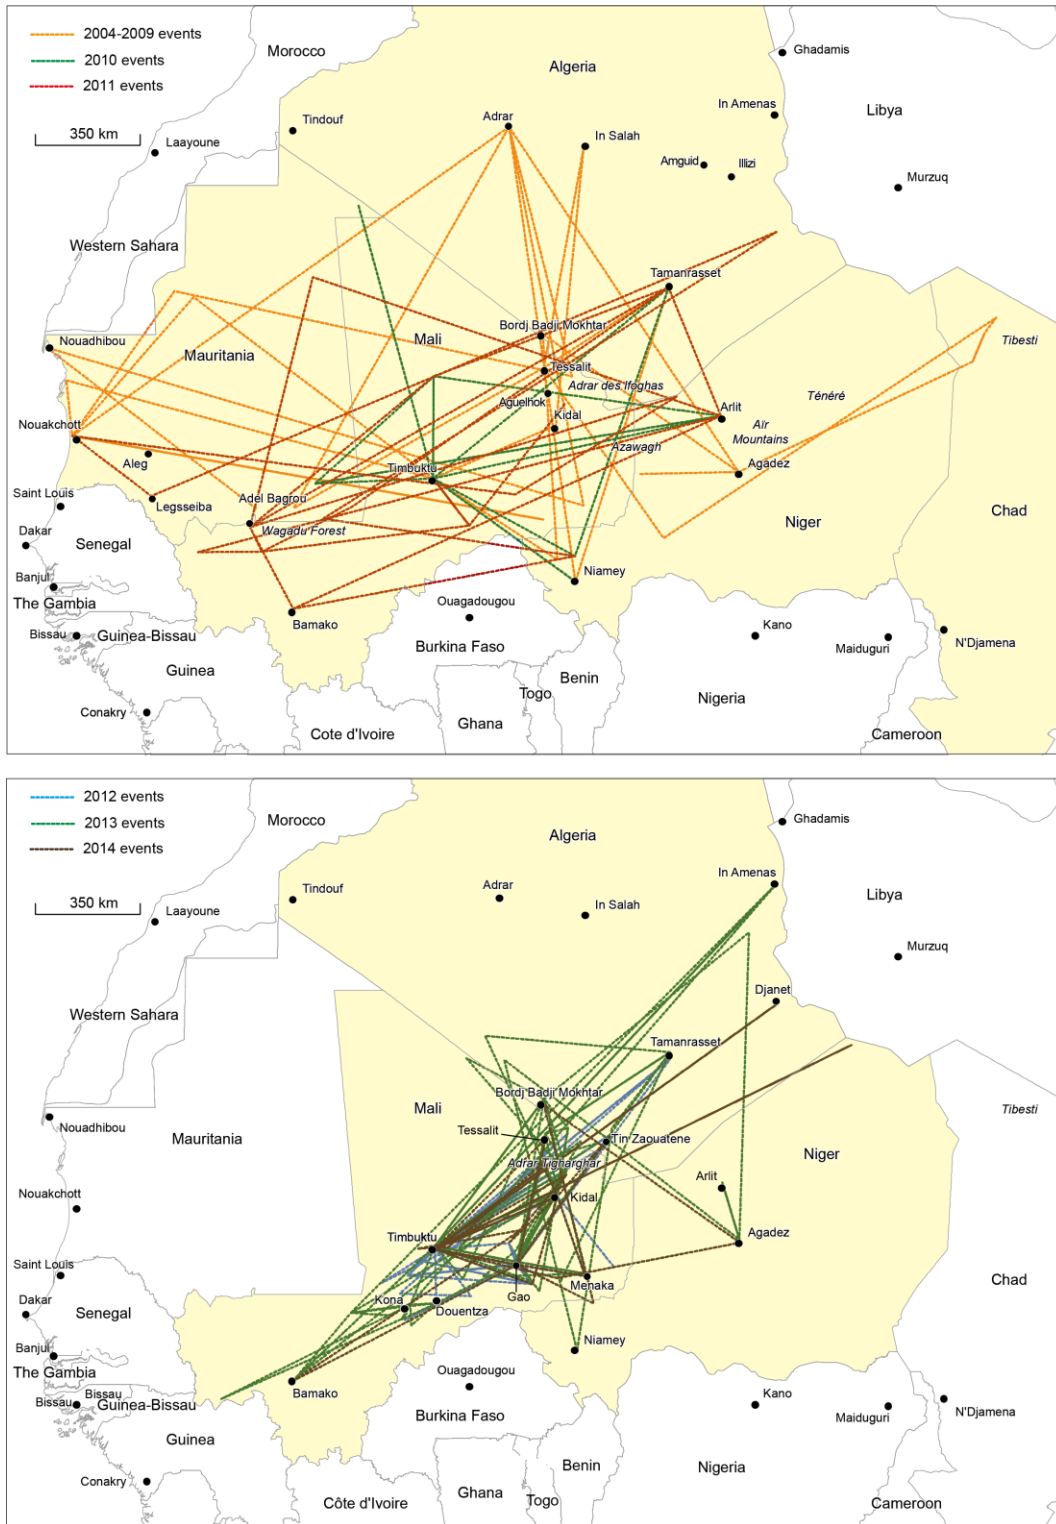 2004-2009 events
2010 events
2011 events
350 km
Morocco
Algeria
Ghadamis
Libya
Tindouf
Adrar
In Salah
In Amenas
Amguid
Illizi
Murzuq
Laayoune
Western Sahara
Tamanrasset
Bordj Badji Mokhtar
Mali
Mauritania
Nouadhibou
Tessalit
Adrar des Ifoghas
Aguelhok
Kidal
Tibesti
Ténéré
Arlit
Aïr
Mountains
Azawagh
Agadez
Nouakchott
Aleg
Timbuktu
Legsseiba
Adel Bagrou
Wagadu Forest
Saint Louis
Dakar
Senegal
Niger
Chad
Banjul
The Gambia
Niamey
Bamako
Ouagadougou
Bissau
Guinea-Bissau
Burkina Faso
Kano
Maiduguri
N'Djamena
Guinea
Benin
Togo
Nigeria
Conakry
Cote d'Ivoire
Ghana
Cameroon
2012 events
2013 events
2014 events
350 km
Morocco
Algeria
Ghadamis
Libya
Tindouf
Adrar
In Salah
In Amenas
Laayoune
Murzuq
Djanet
Western Sahara
Tamanrasset
Bordj Badji Mokhtar
Mali
Nouadhibou
Mauritania
Tessalit
Tin Zaouatene
Adrar Tigharghar
Tibesti
Niger
Arlit
Kidal
Nouakchott
Timbuktu
Agadez
Saint Louis
Dakar
Senegal
Gao
Menaka
Kona
Douentza
Chad
Banjul
The Gambia
Niamey
Bamako
Ouagadougou
Bissau
Bissau
Guinea-Bissau
Burkina Faso
Kano
Maiduguri
N'Djamena
Guinea
Benin
Nigeria
Conakry
Côte d'Ivoire
Ghana
Togo
Cameroon